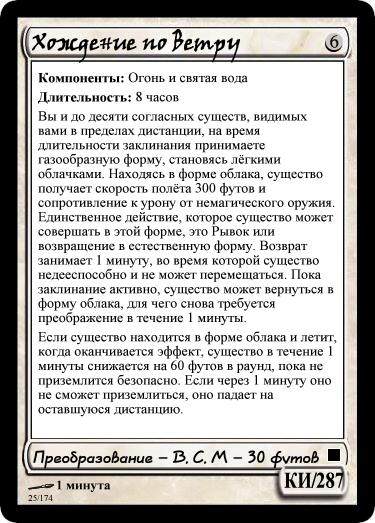 Хождение по Ветру
6
Компоненты: Огонь и святая вода
Длительность: 8 часов
Вы и до десяти согласных существ, видимых
вами в пределах дистанции, на время
длительности заклинания принимаете
газообразную форму, становясь лёгкими
облачками. Находясь в форме облака, существо
получает скорость полёта 300 футов и
сопротивление к урону от немагического оружия.
Единственное действие, которое существо может
совершать в этой форме, это Рывок или
возвращение в естественную форму. Возврат
занимает 1 минуту, во время которой существо
недееспособно и не может перемещаться. Пока
заклинание активно, существо может вернуться в
форму облака, для чего снова требуется
преображение в течение 1 минуты.
Если существо находится в форме облака и летит,
когда оканчивается эффект, существо в течение 1
минуты снижается на 60 футов в раунд, пока не
приземлится безопасно. Если через 1 минуту оно
не сможет приземлиться, оно падает на
оставшуюся дистанцию.
Преобразование – В, С, М – 30 футов
КИ/287
1 минута
25/174